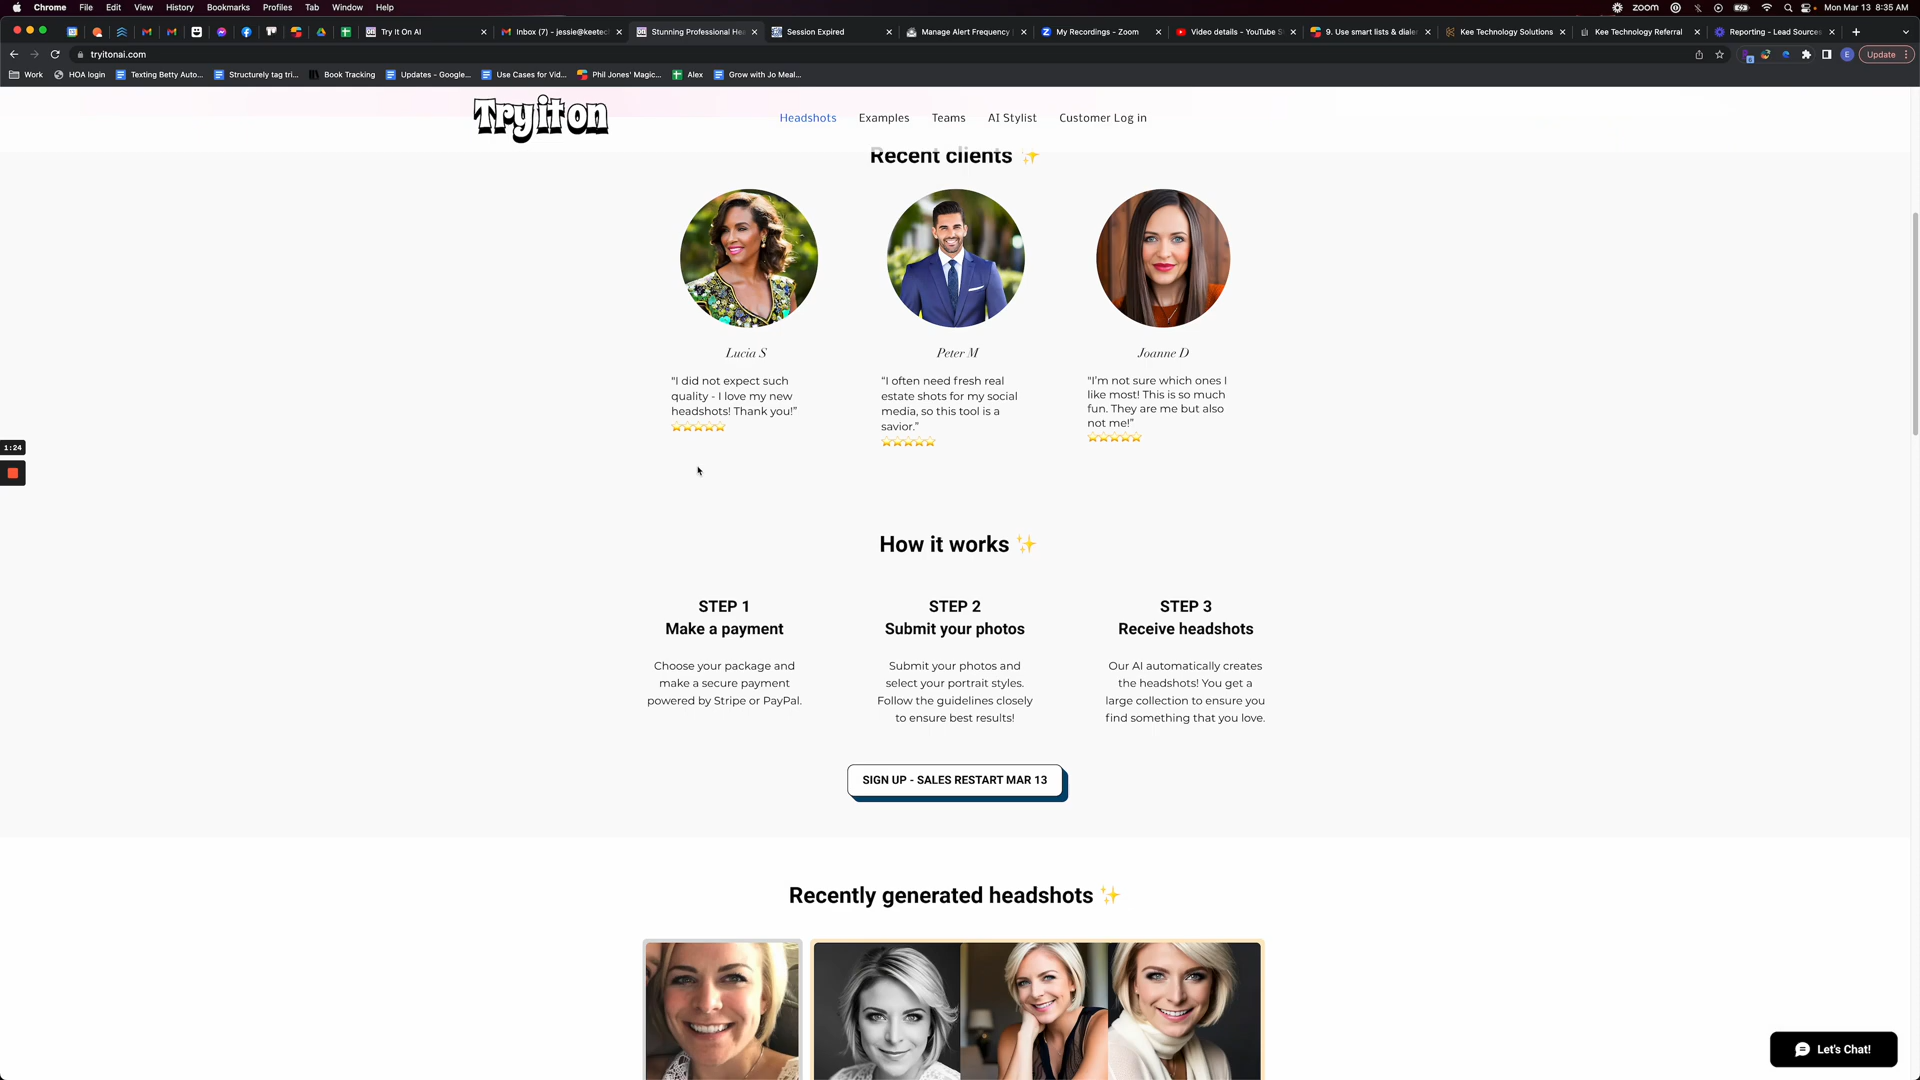 Chrome File Edit View History Bookmarks Profiles Tab Window Help
zoom Mon Mar 13 8:35 AM
Try It On AI
Inbox (7) - jessie@keetec
Stunning Professional He
Session Expired
Manage Alert Frequency
My Recordings - Zoom
Video details - YouTube S
9. Use smart lists & diale
Kee Technology Solutions
Kee Technology Referral
Reporting - Lead Sources
tryitonai.com
E
Update
Work
HOA login
Texting Betty Auto...
Structurely tag tri...
Book Tracking
Updates - Google...
Use Cases for Vid...
Phil Jones' Magic...
Alex
Grow with Jo Meal...
Tryiton
Headshots Examples Teams AI Stylist Customer Log in
Recent clients ✨
Lucia S
"I did not expect such
quality - I love my new
headshots! Thank you!”
⭐⭐⭐⭐⭐
Peter M
“I often need fresh real
estate shots for my social
media, so this tool is a
savior.”
⭐⭐⭐⭐⭐
Joanne D
"I’m not sure which ones I
like most! This is so much
fun. They are me but also
not me!”
⭐⭐⭐⭐⭐
1:24
How it works ✨
STEP 1
Make a payment
Choose your package and
make a secure payment
powered by Stripe or PayPal.
STEP 2
Submit your photos
Submit your photos and
select your portrait styles.
Follow the guidelines closely
to ensure best results!
STEP 3
Receive headshots
Our AI automatically creates
the headshots! You get a
large collection to ensure you
find something that you love.
SIGN UP - SALES RESTART MAR 13
Recently generated headshots ✨
Let's Chat!